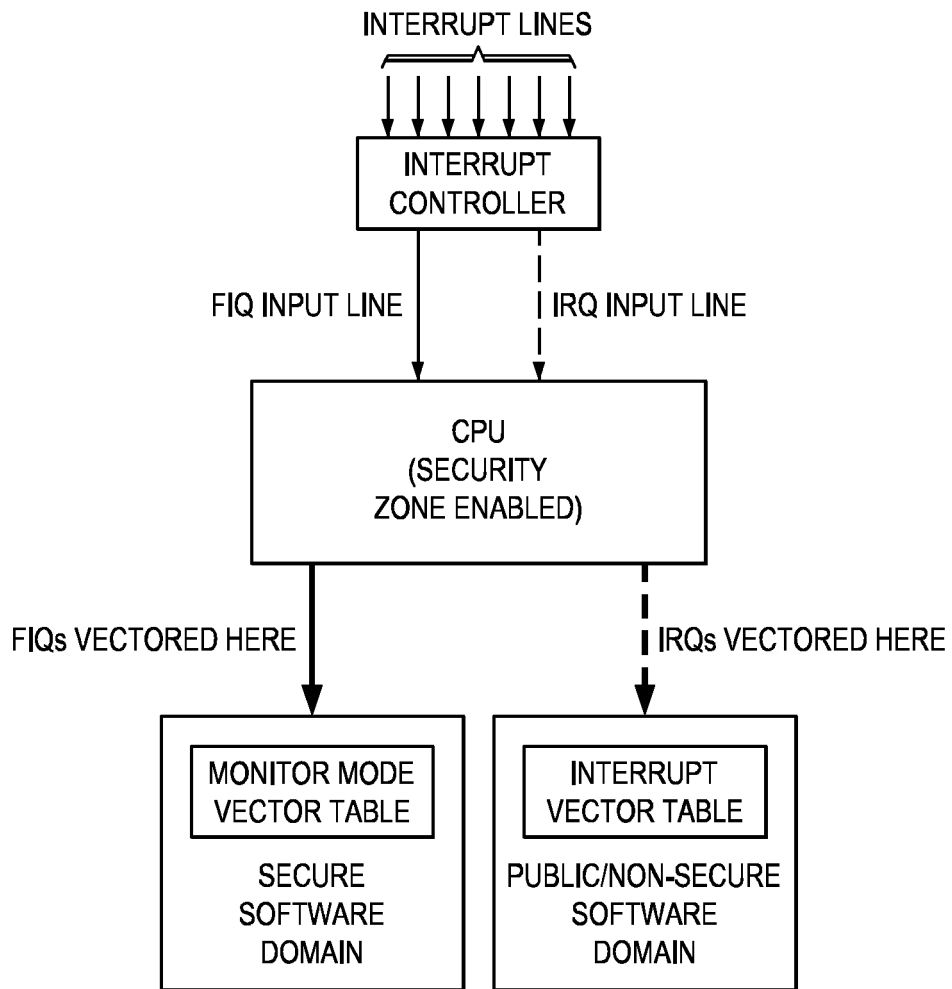 INTERRUPT LINES
INTERRUPT
CONTROLLER
FIQ INPUT LINE
IRQ INPUT LINE
CPU
(SECURITY
ZONE ENABLED)
FIQs VECTORED HERE
IRQs VECTORED HERE
MONITOR MODE
VECTOR TABLE
SECURE
SOFTWARE
DOMAIN
INTERRUPT
VECTOR TABLE
PUBLIC/NON-SECURE
SOFTWARE
DOMAIN